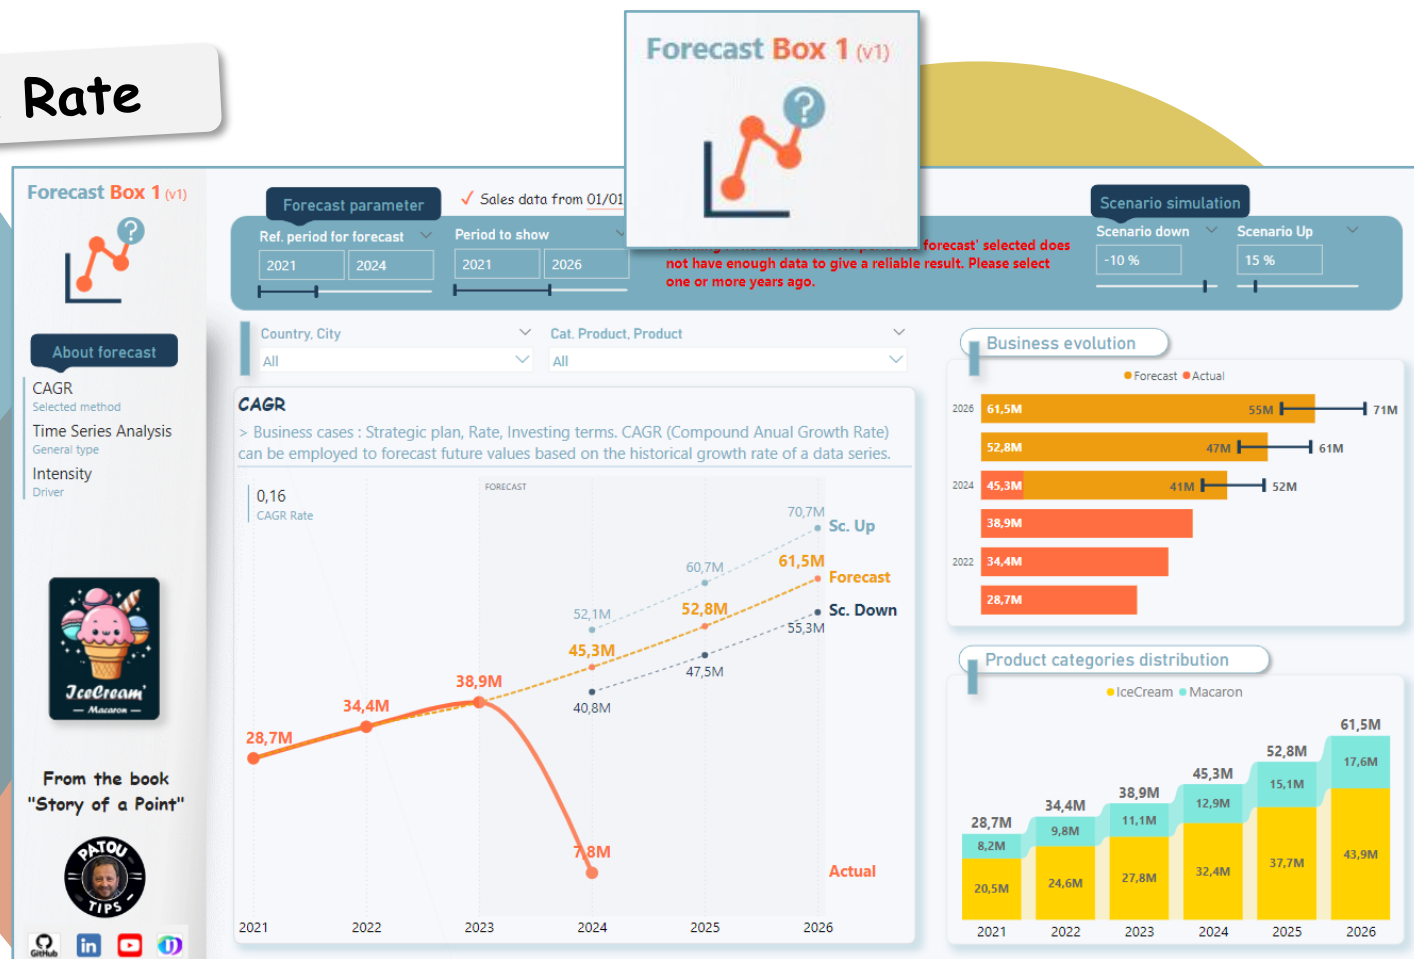 Rate
Forecast Box 1 (v1)
?
Forecast Box 1 (v1)
?
About forecast
CAGR
Selected method
Time Series Analysis
General type
Intensity
Driver
IceCream'
— Macaron —
From the book
"Story of a Point"
PATOU
TIPS
GitHub
in
Forecast parameter
✓ Sales data from 01/01
Ref. period for forecast
2021
2024
Period to show
2021
2026
forecast' selected does
not have enough data to give a reliable result. Please select
one or more years ago.
Scenario simulation
Scenario down
-10 %
Scenario Up
15 %
Country, City
All
Cat. Product, Product
All
CAGR
> Business cases : Strategic plan, Rate, Investing terms. CAGR (Compound Anual Growth Rate)
can be employed to forecast future values based on the historical growth rate of a data series.
0,16
CAGR Rate
FORECAST
70,7M
Sc. Up
60,7M
61,5M
Forecast
52,1M
52,8M
Sc. Down
55,3M
45,3M
47,5M
38,9M
40,8M
34,4M
28,7M
7,8M
Actual
2021
2022
2023
2024
2025
2026
Business evolution
Forecast Actual
2026 61,5M 55M 71M
52,8M 47M 61M
2024 45,3M 41M 52M
38,9M
2022 34,4M
28,7M
Product categories distribution
IceCream Macaron
28,7M
8,2M
20,5M
34,4M
9,8M
24,6M
38,9M
11,1M
27,8M
45,3M
12,9M
32,4M
52,8M
15,1M
37,7M
61,5M
17,6M
43,9M
2021
2022
2023
2024
2025
2026